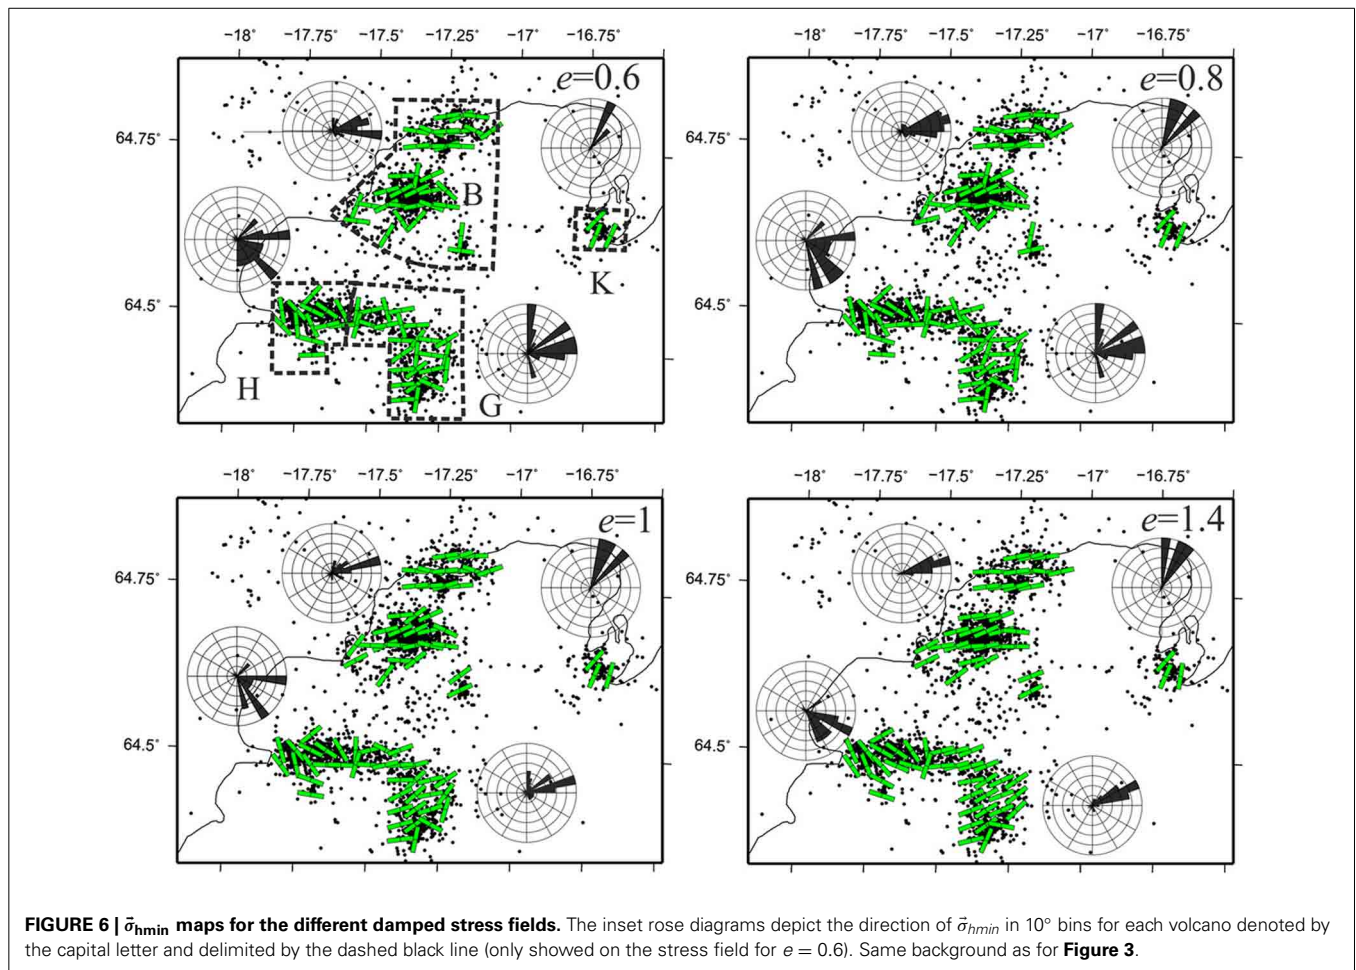 −18° −17.75° −17.5° −17.25° −17° −16.75°
−18° −17.75° −17.5° −17.25° −17° −16.75°
e=0.6
e=0.8
64.75°
64.75°
B
K
64.5°
64.5°
H
G
−18° −17.75° −17.5° −17.25° −17° −16.75°
−18° −17.75° −17.5° −17.25° −17° −16.75°
e=1
e=1.4
64.75°
64.75°
64.5°
64.5°
FIGURE 6 | σ⃗hmin maps for the different damped stress fields. The inset rose diagrams depict the direction of σ⃗hmin in 10° bins for each volcano denoted by
the capital letter and delimited by the dashed black line (only showed on the stress field for e = 0.6). Same background as for Figure 3.